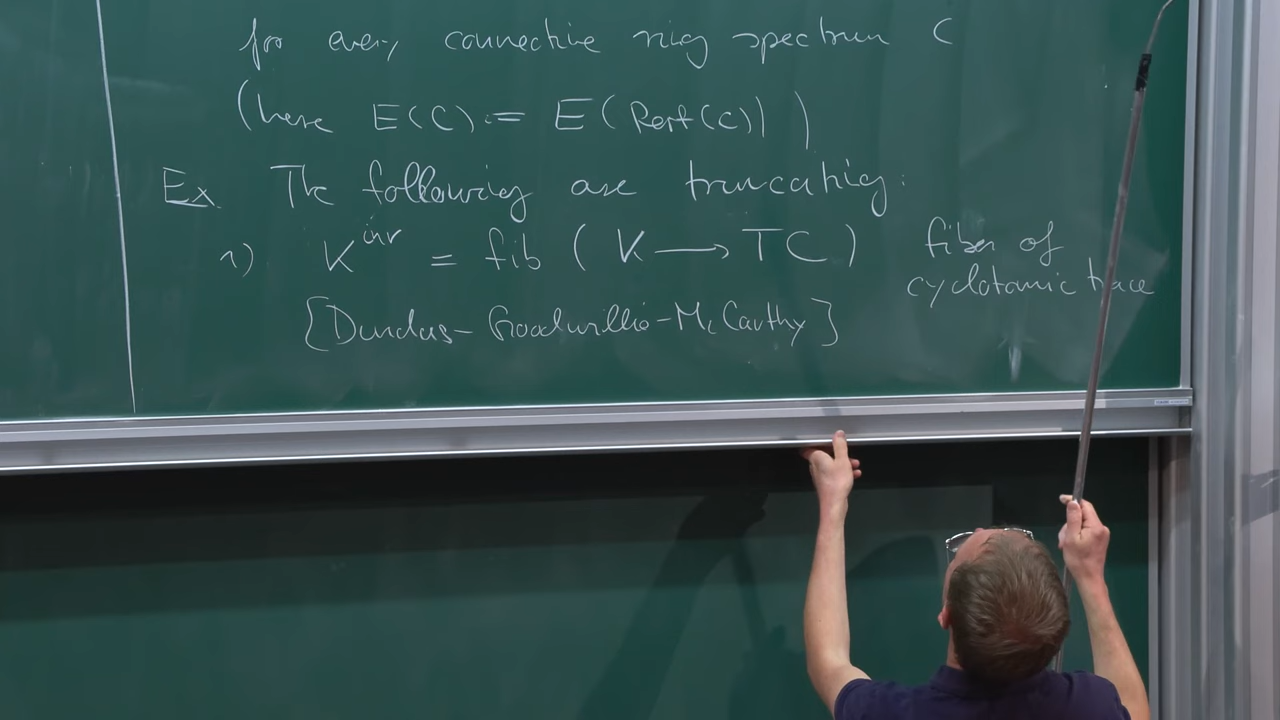 for every connective ring spectrum C
(here E(C) := E(Perf(C)))
Ex. The following are truncating:
1) K^inv = fib (K ⟶ TC) fiber of cyclotomic trace
[Dundas-Goodwillie-McCarthy]